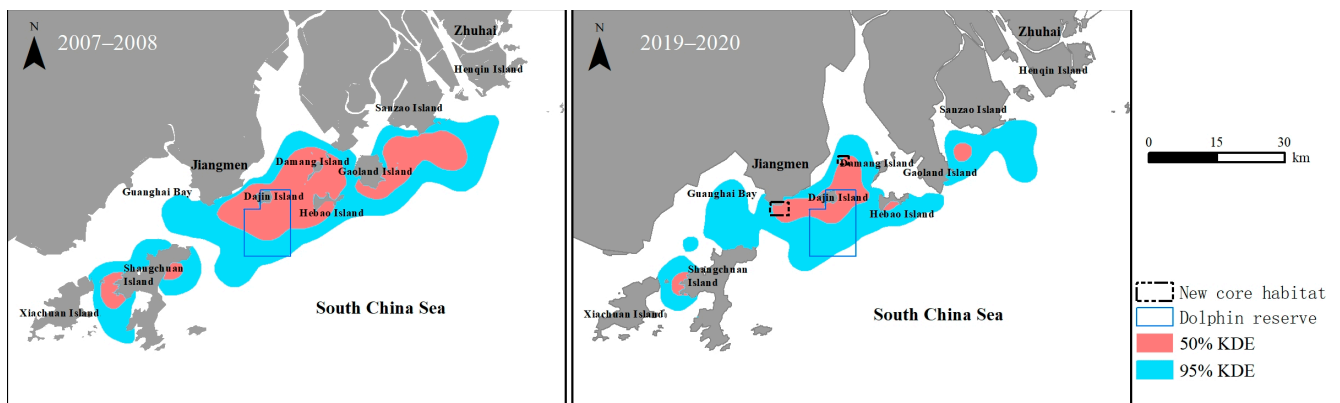 N
2007–2008
Zhuhai
Henqin Island
Sanzao Island
Damang Island
Jiangmen
Gaoland Island
Guanghai Bay
Dajin Island
Hebao Island
Shangchuan
Island
Xiachuan Island
South China Sea
N
2019–2020
Zhuhai
Henqin Island
Sanzao Island
Jiangmen
Damang Island
Gaoland Island
Guanghai Bay
Dajin Island
Hebao Island
Shangchuan
Island
Xiachuan Island
South China Sea
0 15 30
km
New core habitat
Dolphin reserve
50% KDE
95% KDE